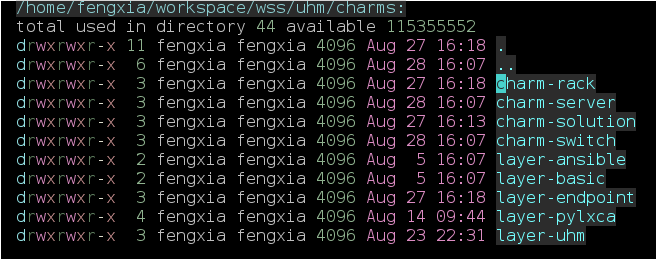 /home/fengxia/workspace/wss/uhm/charms:
total used in directory 44 available 115355552
drwxrwxr-x 11 fengxia fengxia 4096 Aug 27 16:18 .
drwxrwxr-x  6 fengxia fengxia 4096 Aug 28 16:07 ..
drwxrwxr-x  3 fengxia fengxia 4096 Aug 27 16:18 charm-rack
drwxrwxr-x  3 fengxia fengxia 4096 Aug 28 16:07 charm-server
drwxrwxr-x  3 fengxia fengxia 4096 Aug 27 16:13 charm-solution
drwxrwxr-x  3 fengxia fengxia 4096 Aug 28 16:07 charm-switch
drwxrwxr-x  2 fengxia fengxia 4096 Aug  5 16:07 layer-ansible
drwxrwxr-x  2 fengxia fengxia 4096 Aug  5 16:07 layer-basic
drwxrwxr-x  3 fengxia fengxia 4096 Aug 27 16:18 layer-endpoint
drwxrwxr-x  4 fengxia fengxia 4096 Aug 14 09:44 layer-pylxca
drwxrwxr-x  3 fengxia fengxia 4096 Aug 23 22:31 layer-uhm